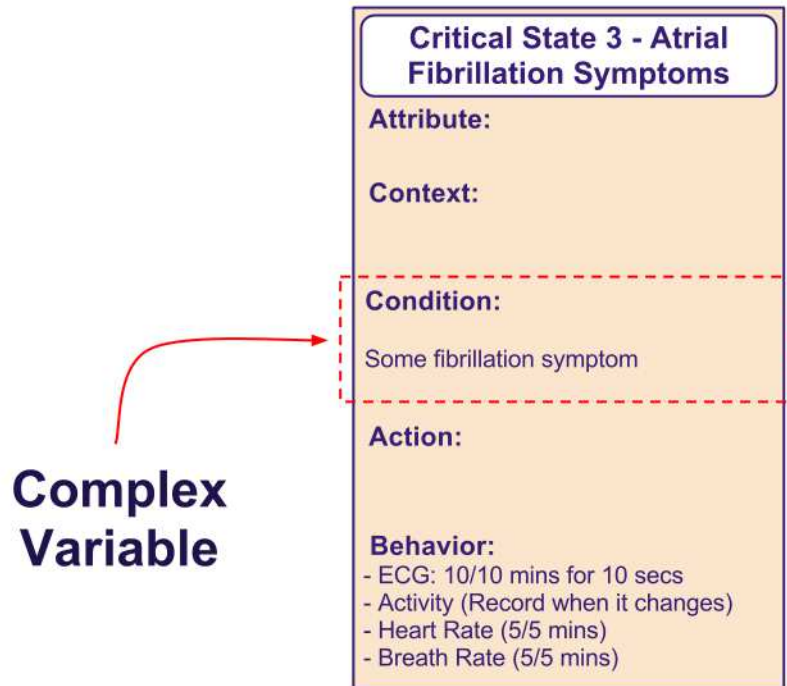 Critical State 3 - Atrial
Fibrillation Symptoms
Attribute:
Context:
Condition:
Some fibrillation symptom
Action:
Complex
Variable
Behavior:
- ECG: 10/10 mins for 10 secs
- Activity (Record when it changes)
- Heart Rate (5/5 mins)
- Breath Rate (5/5 mins)